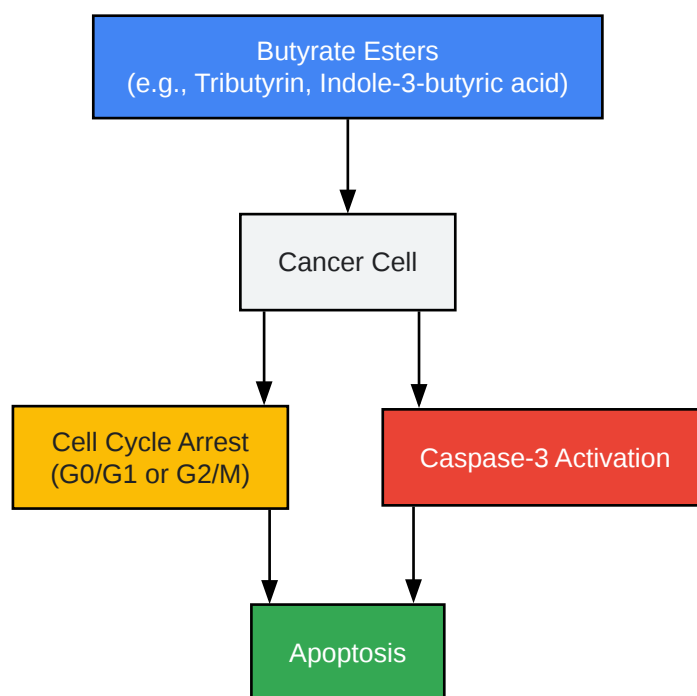 Butyrate Esters
(e.g., Tributyrin, Indole-3-butyric acid)
Cancer Cell
Cell Cycle Arrest
(G0/G1 or G2/M)
Caspase-3 Activation
Apoptosis